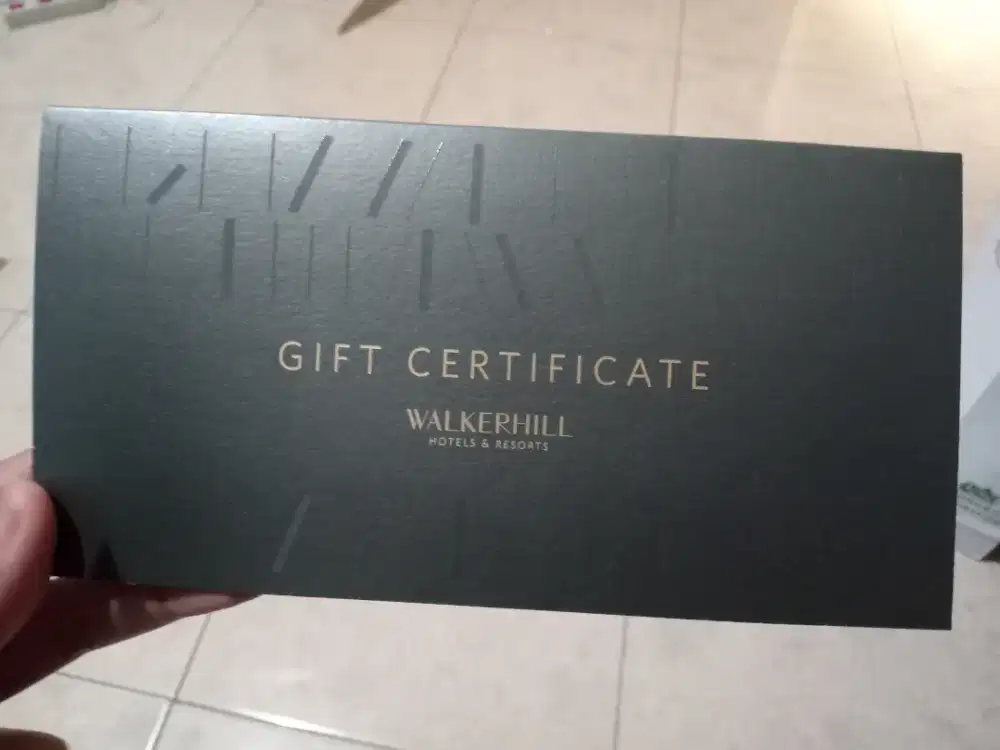 GIFT CERTIFICATE
WALKERHILL
HOTELS & RESORTS